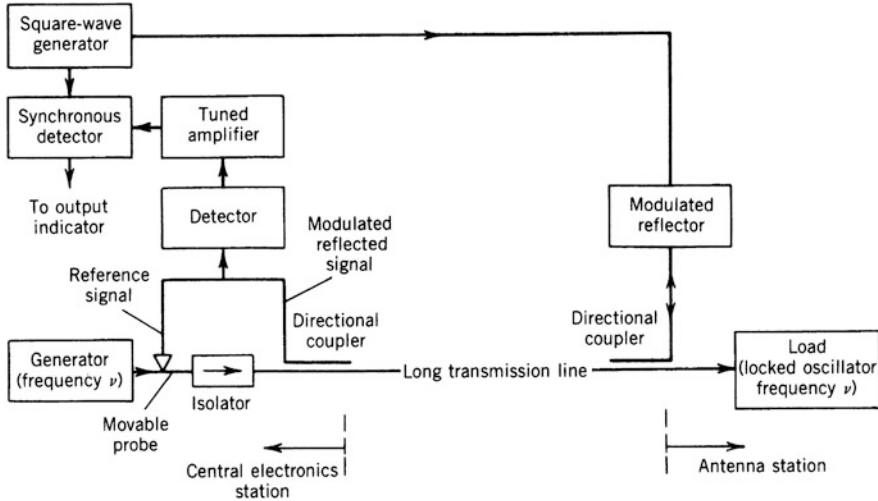 Square-wave
generator
Synchronous
detector
Tuned
amplifier
To output
indicator
Detector
Modulated
reflected
signal
Modulated
reflector
Reference
signal
Directional
coupler
Directional
coupler
Generator
(frequency ν)
Isolator
Long transmission line
Load
(locked oscillator
frequency ν)
Movable
probe
Central electronics
station
Antenna station